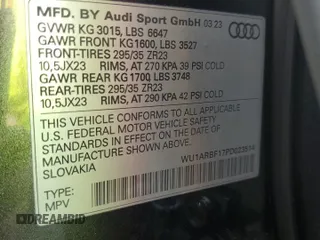 MFD. BY Audi Sport GmbH 03 23
GVWR KG 3015, LBS 6647
GAWR FRONT KG1600, LBS 3527
FRONT-TIRES 295/35 ZR23
10,5JX23 RIMS, AT 270 KPA 39 PSI COLD
GAWR REAR KG1700, LBS 3748
REAR-TIRES 295/35 ZR23
10,5JX23 RIMS, AT 290 KPA 42 PSI COLD
THIS VEHICLE CONFORMS TO ALL APPLICABLE
U.S. FEDERAL MOTOR VEHICLE SAFETY
STANDARDS IN EFFECT ON THE DATE OF
MANUFACTURE SHOWN ABOVE.
SLOVAKIA
TYPE:
MPV
DREAMBID